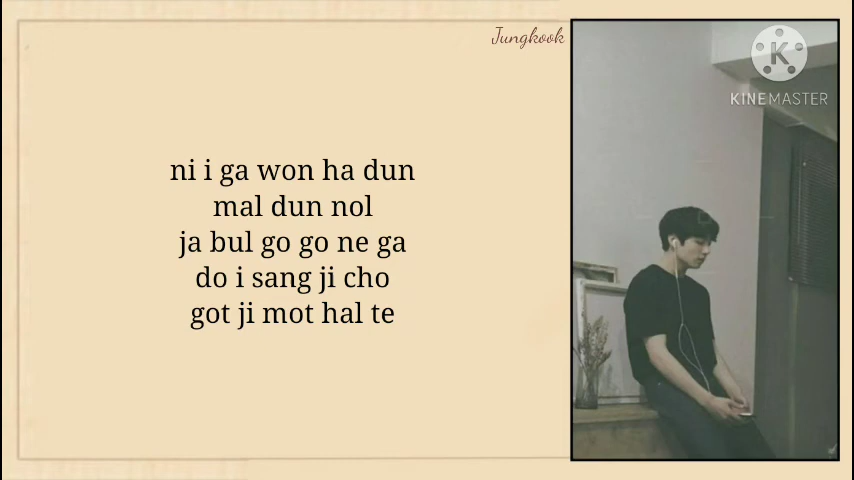 Jungkook
K
KINEMASTER
ni i ga won ha dun
mal dun nol
ja bul go go ne ga
do i sang ji cho
got ji mot hal te